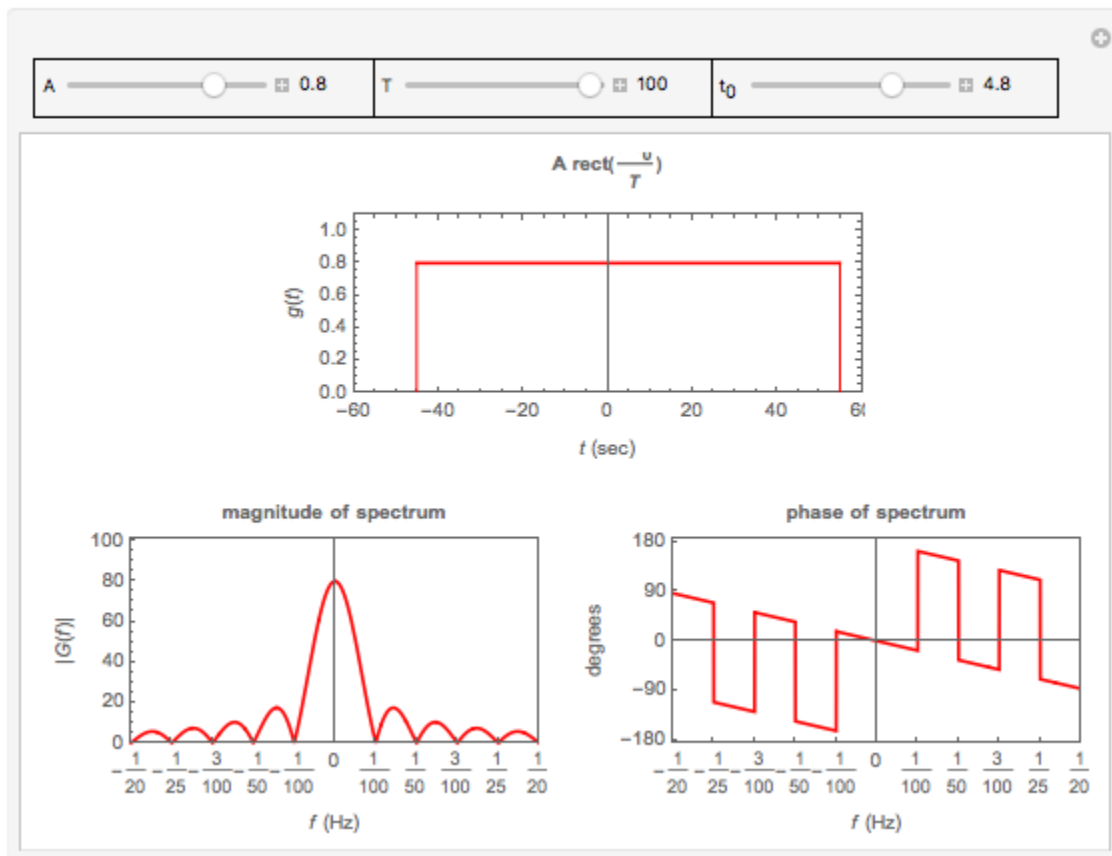 A 0.8 T 100 t₀ 4.8
A rect(—0/T)
g(t)
1.0
0.8
0.6
0.4
0.2
0.0
−60 −40 −20 0 20 40
t (sec)
magnitude of spectrum
|G(f)|
100
80
60
40
20
0
−1/20 −1/25 −3/100 −1/50 −1/100 0 1/100 1/50 3/100 1/25 1/20
f (Hz)
phase of spectrum
degrees
180
90
0
−90
−180
−1/20 −1/25 −3/100 −1/50 −1/100 0 1/100 1/50 3/100 1/25 1/20
f (Hz)